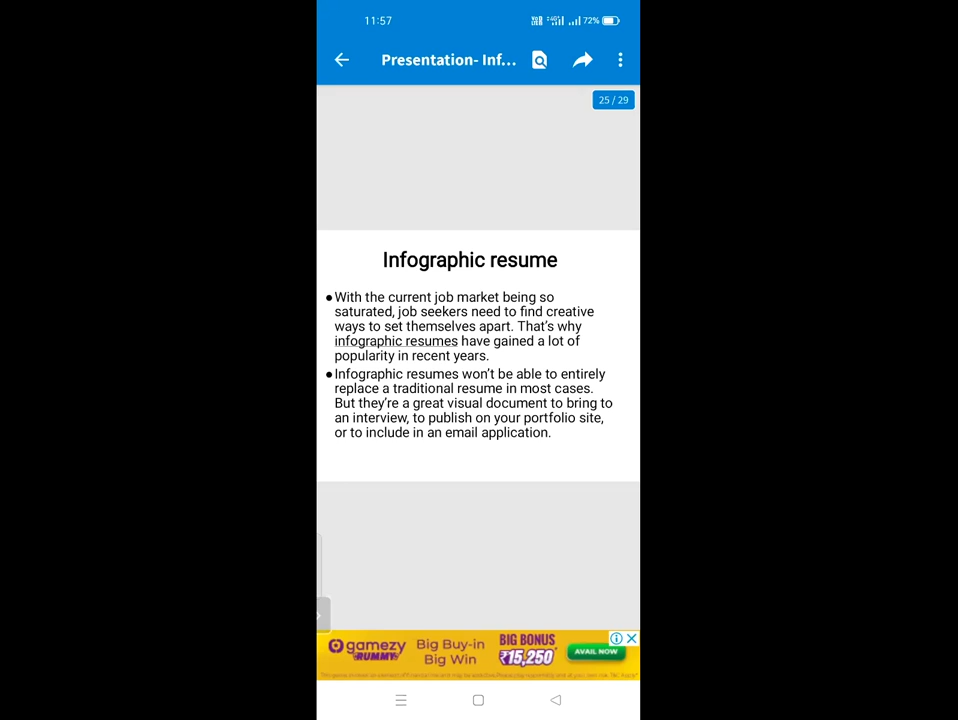 11:57
72%
Presentation- Inf...
25 / 29
Infographic resume
●With the current job market being so
saturated, job seekers need to find creative
ways to set themselves apart. That's why
infographic resumes have gained a lot of
popularity in recent years.
●Infographic resumes won't be able to entirely
replace a traditional resume in most cases.
But they're a great visual document to bring to
an interview, to publish on your portfolio site,
or to include in an email application.
gamezy
RUMMY
Big Buy-in
Big Win
BIG BONUS
₹15,250*
AVAIL NOW